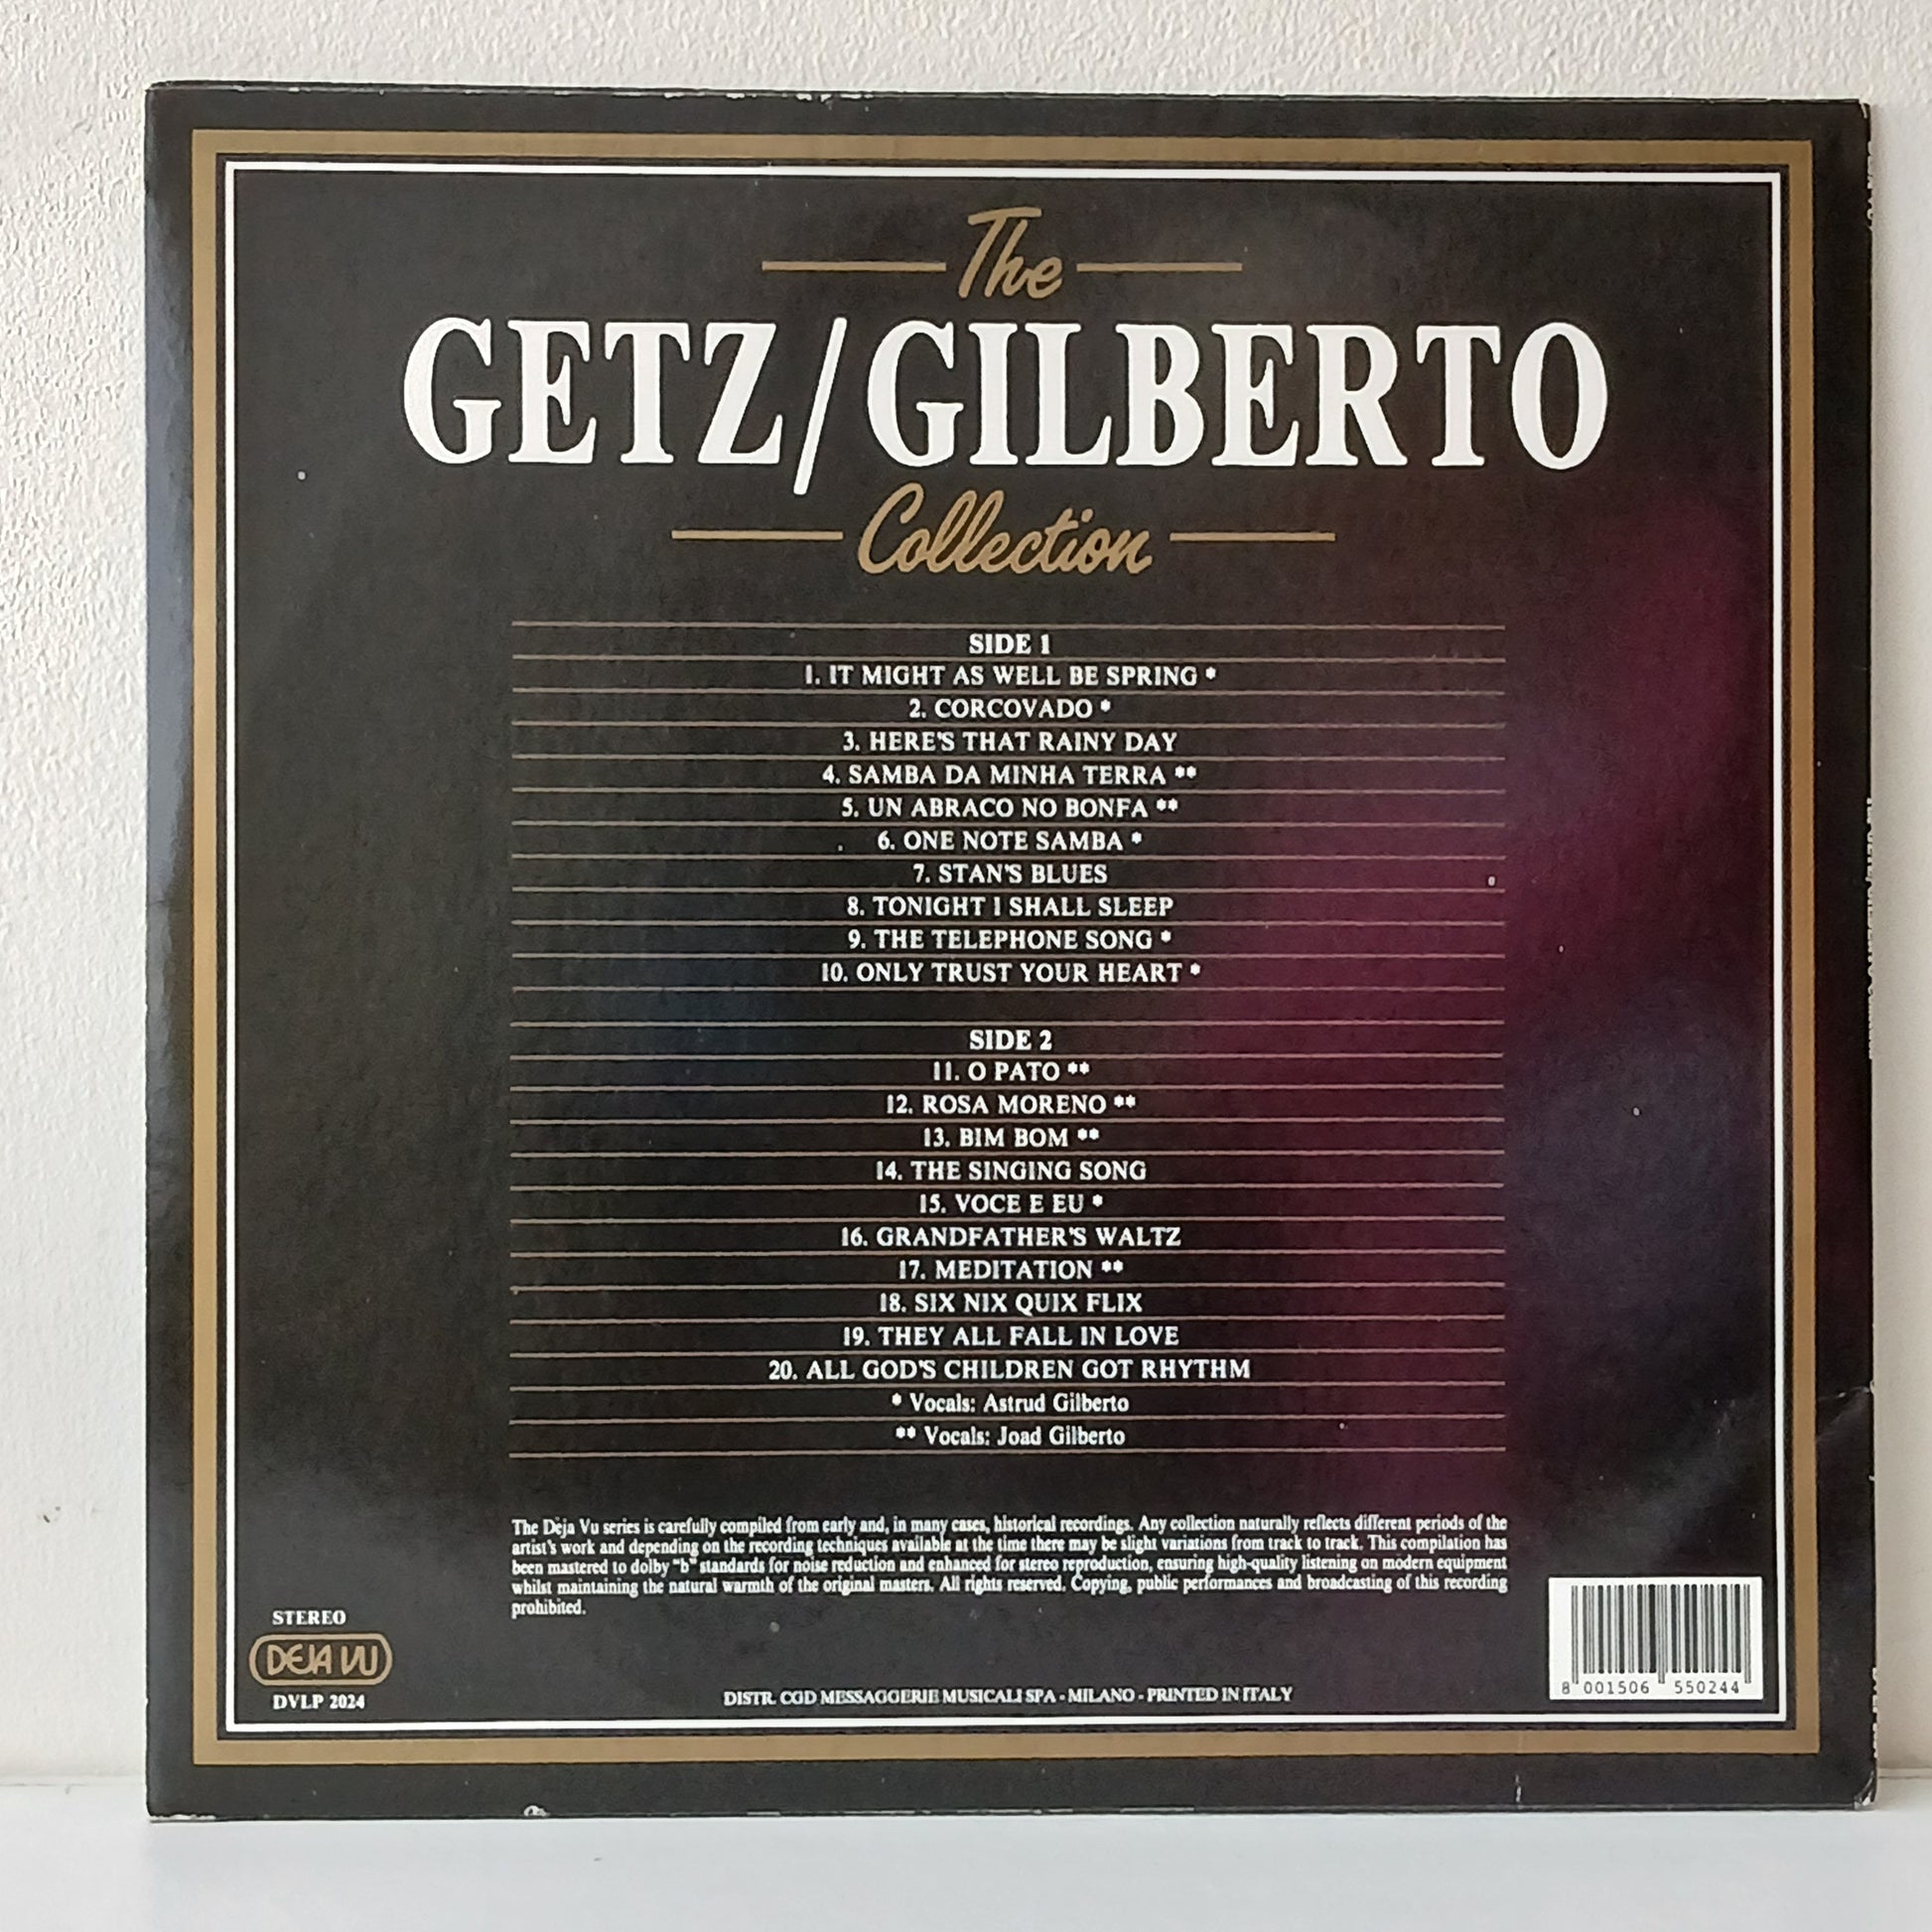 The
GETZ/GILBERTO
Collection
SIDE 1
1. IT MIGHT AS WELL BE SPRING *
2. CORCOVADO *
3. HERE'S THAT RAINY DAY
4. SAMBA DA MINHA TERRA **
5. UN ABRACO NO BONFA **
6. ONE NOTE SAMBA *
7. STAN'S BLUES
8. TONIGHT I SHALL SLEEP
9. THE TELEPHONE SONG *
10. ONLY TRUST YOUR HEART *
SIDE 2
11. O PATO **
12. ROSA MORENO **
13. BIM BOM **
14. THE SINGING SONG
15. VOCE E EU *
16. GRANDFATHER'S WALTZ
17. MEDITATION **
18. SIX NIX QUIX FLIX
19. THEY ALL FALL IN LOVE
20. ALL GOD'S CHILDREN GOT RHYTHM
* Vocals: Astrud Gilberto
** Vocals: Joad Gilberto
The Deja Vu series is carefully compiled from early and, in many cases, historical recordings. Any collection naturally reflects different periods of the
artist's work and depending on the recording techniques available at the time there may be slight variations from track to track. This compilation has
been mastered to dolby "b" standards for noise reduction and enhanced for stereo reproduction, ensuring high-quality listening on modern equipment
whilst maintaining the natural warmth of the original masters. All rights reserved. Copying, public performances and broadcasting of this recording
prohibited.
STEREO
DEJA VU
DVLP 2024
DISTR. CGD MESSAGGERIE MUSICALI SPA - MILANO - PRINTED IN ITALY
8 001506 550244